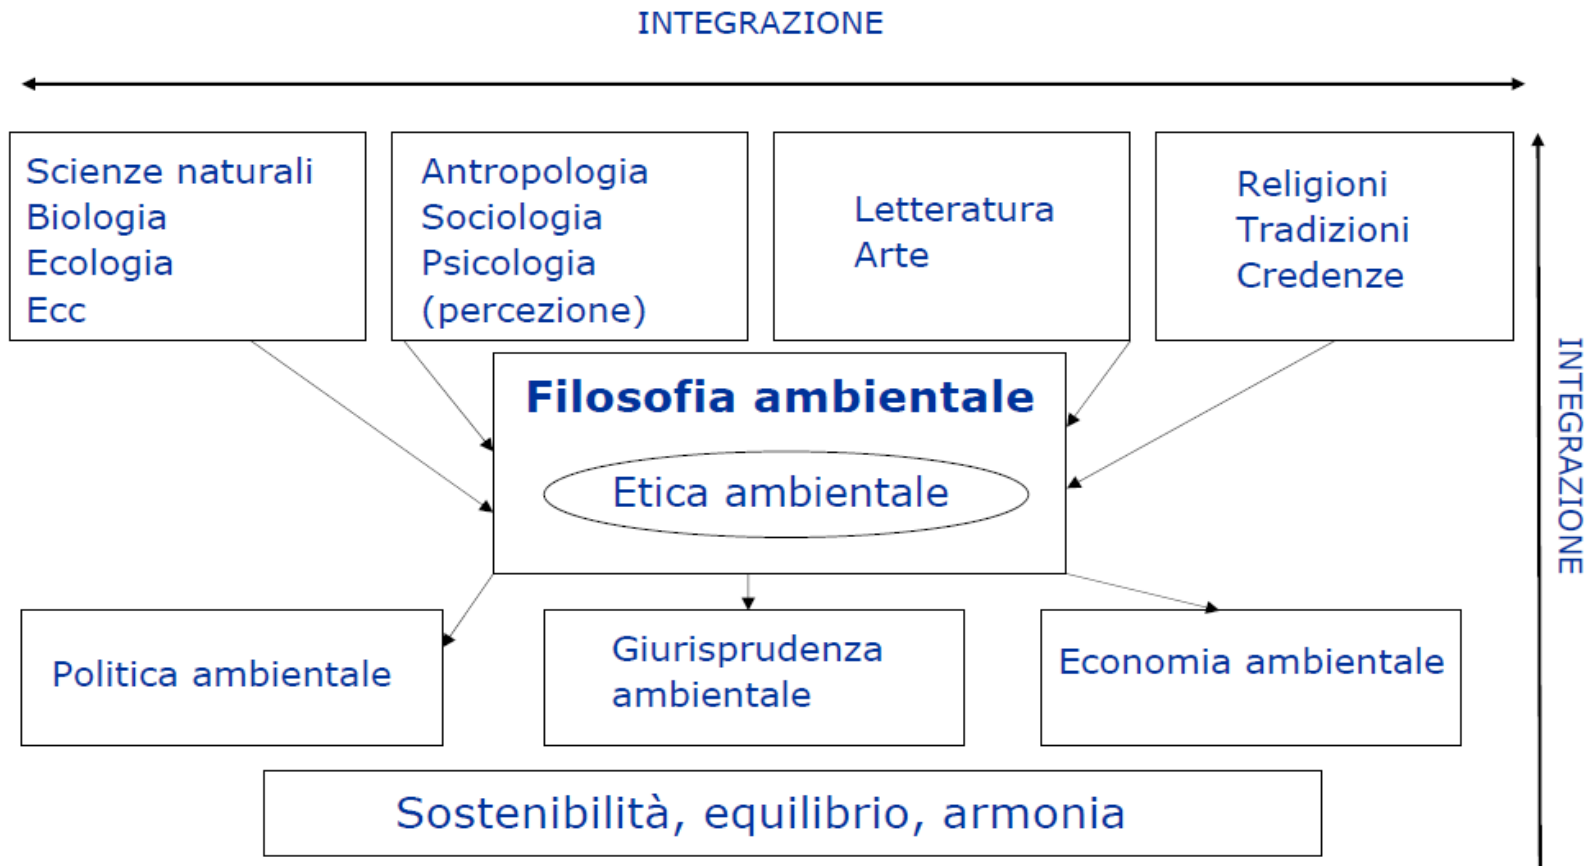 INTEGRAZIONE
Scienze naturali
Biologia
Ecologia
Ecc
Antropologia
Sociologia
Psicologia
(percezione)
Letteratura
Arte
Religioni
Tradizioni
Credenze
INTEGRAZIONE
Filosofia ambientale
Etica ambientale
Politica ambientale
Giurisprudenza
ambientale
Economia ambientale
Sostenibilità, equilibrio, armonia